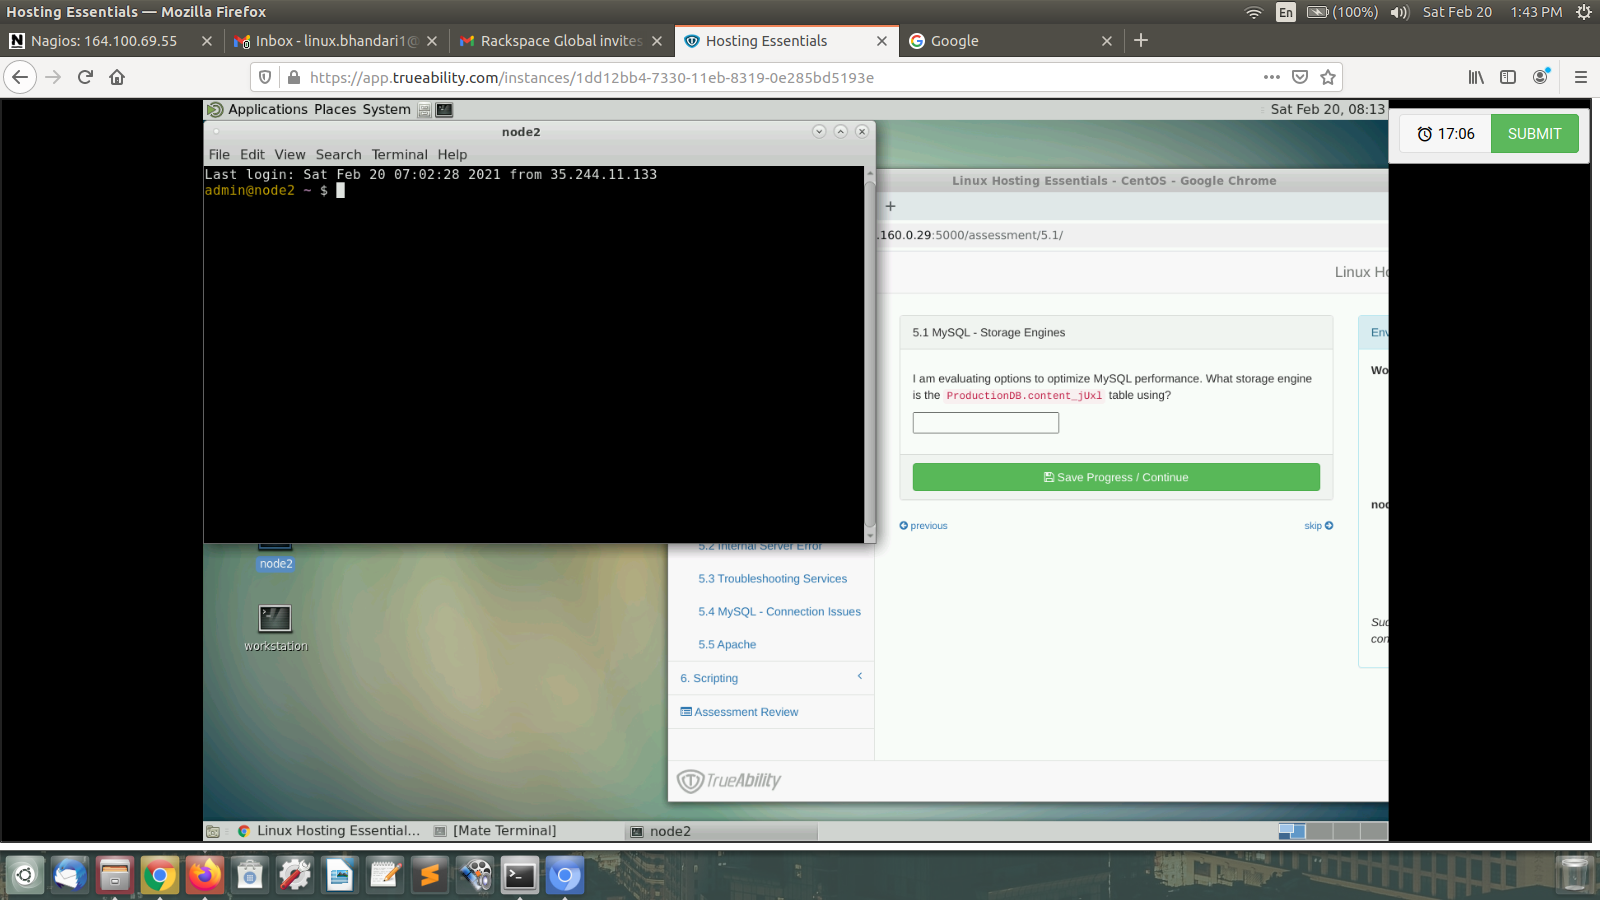 Hosting Essentials — Mozilla Firefox
En
(100%)
Sat Feb 20
1:43 PM
Nagios: 164.100.69.55
Inbox - linux.bhandari1@
Rackspace Global invites
Hosting Essentials
Google
https://app.trueability.com/instances/1dd12bb4-7330-11eb-8319-0e285bd5193e
Applications Places System
Sat Feb 20, 08:13
17:06
SUBMIT
node2
File Edit View Search Terminal Help
Last login: Sat Feb 20 07:02:28 2021 from 35.244.11.133
admin@node2 ~ $
Linux Hosting Essentials - CentOS - Google Chrome
.160.0.29:5000/assessment/5.1/
Linux Ho
5.1 MySQL - Storage Engines
I am evaluating options to optimize MySQL performance. What storage engine
is the ProductionDB.content_jUxl table using?
Save Progress / Continue
previous
skip
Env
Wo
nod
Suc
con
5.2 Internal Server Error
5.3 Troubleshooting Services
5.4 MySQL - Connection Issues
5.5 Apache
6. Scripting
Assessment Review
TrueAbility
node2
workstation
Linux Hosting Essential...
[Mate Terminal]
node2